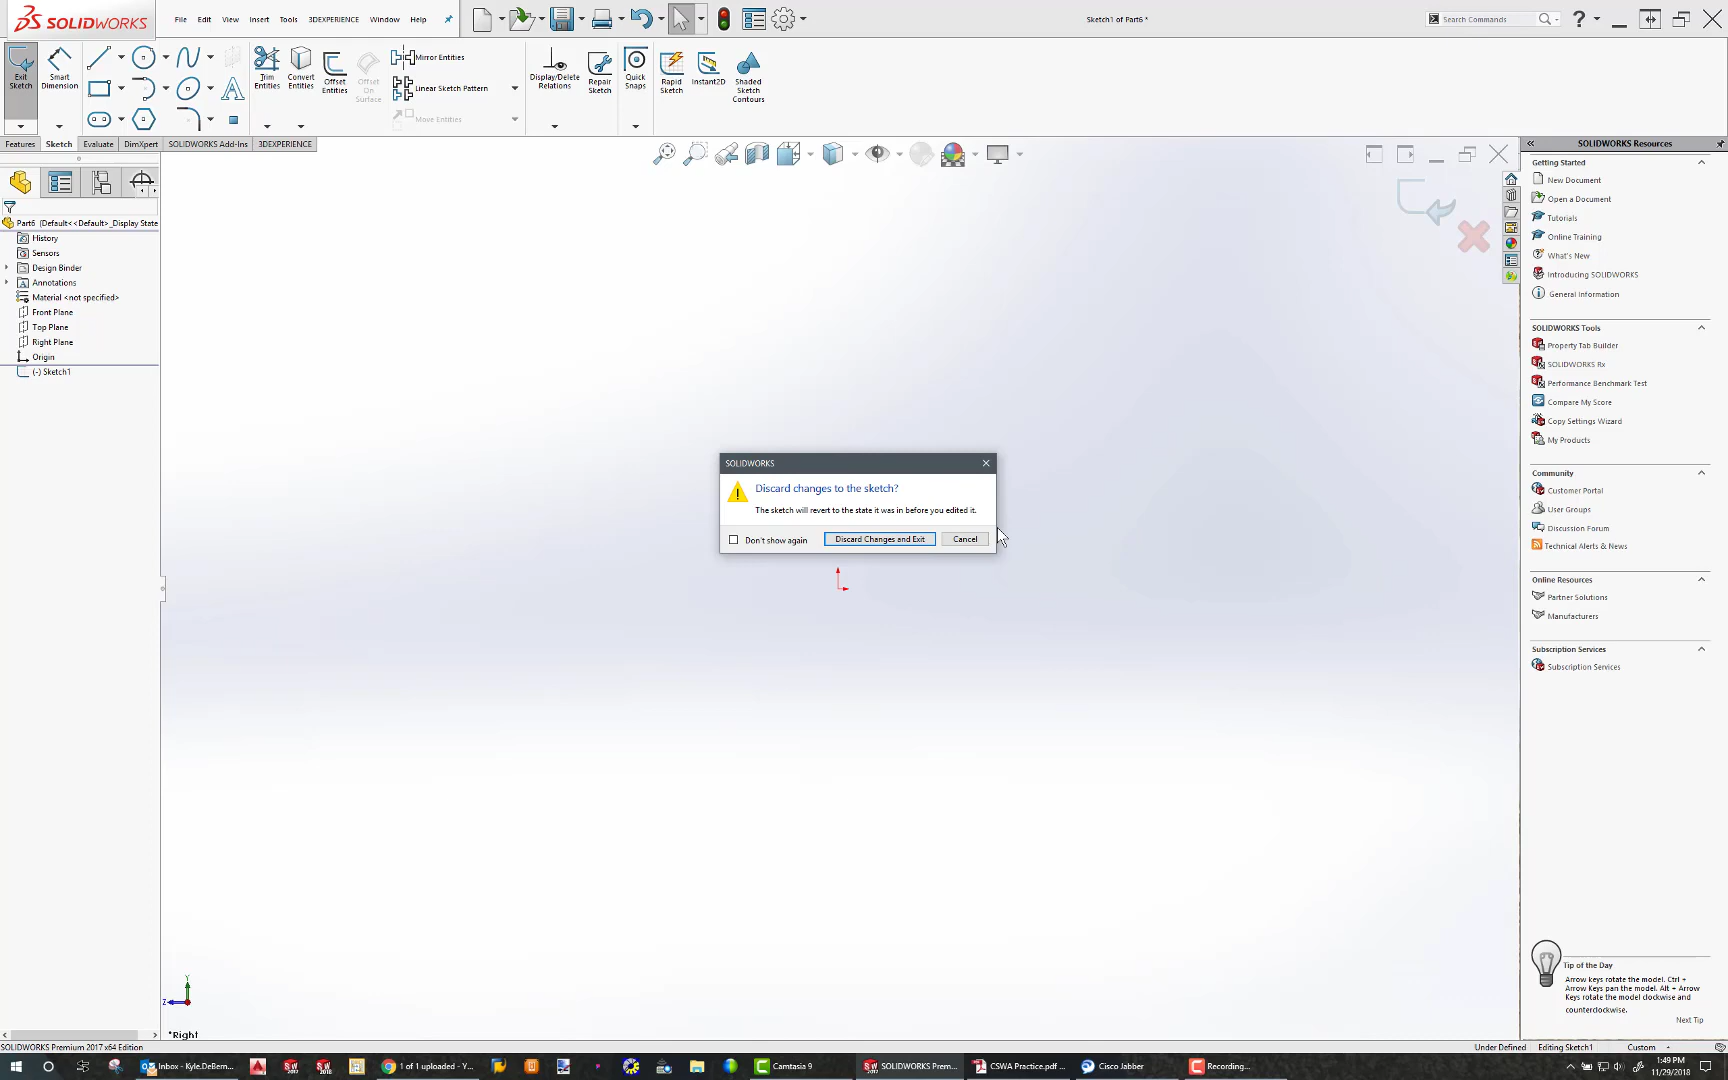 SOLIDWORKS
File Edit View Insert Tools 3DEXPERIENCE Window Help
Sketch1 of Part6 *
Search Commands
Exit Sketch
Smart Dimension
Trim Entities
Convert Entities
Offset Entities
Offset On Surface
Mirror Entities
Linear Sketch Pattern
Move Entities
Display/Delete Relations
Repair Sketch
Quick Snaps
Rapid Sketch
Instant2D
Shaded Sketch Contours
Features Sketch Evaluate DimXpert SOLIDWORKS Add-Ins 3DEXPERIENCE
Part6 (Default<<Default>_Display State
History
Sensors
Design Binder
Annotations
Material <not specified>
Front Plane
Top Plane
Right Plane
Origin
(-) Sketch1
SOLIDWORKS
Discard changes to the sketch?
The sketch will revert to the state it was in before you edited it.
Don't show again
Discard Changes and Exit
Cancel
SOLIDWORKS Resources
Getting Started
New Document
Open a Document
Tutorials
Online Training
What's New
Introducing SOLIDWORKS
General Information
SOLIDWORKS Tools
Property Tab Builder
SOLIDWORKS Rx
Performance Benchmark Test
Compare My Score
Copy Settings Wizard
My Products
Community
Customer Portal
User Groups
Discussion Forum
Technical Alerts & News
Online Resources
Partner Solutions
Manufacturers
Subscription Services
Subscription Services
Tip of the Day
Arrow keys rotate the model. Ctrl +
Arrow Keys pan the model. Alt + Arrow
Keys rotate the model clockwise and
counterclockwise.
Next Tip
Y
Z
*Right
SOLIDWORKS Premium 2017 x64 Edition
Under Defined Editing Sketch1 Custom
Inbox - Kyle.DeBern...
1 of 1 uploaded - Y...
Camtasia 9
SOLIDWORKS Prem...
CSWA Practice.pdf ...
Cisco Jabber
Recording...
1:49 PM
11/29/2018